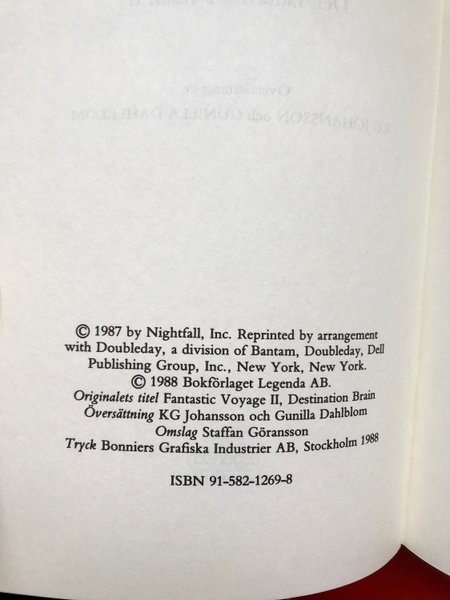 © 1987 by Nightfall, Inc. Reprinted by arrangement
with Doubleday, a division of Bantam, Doubleday, Dell
Publishing Group, Inc., New York, New York.
© 1988 Bokförlaget Legenda AB.
Originalets titel Fantastic Voyage II, Destination Brain
Översättning KG Johansson och Gunilla Dahlblom
Omslag Staffan Göransson
Tryck Bonniers Grafiska Industrier AB, Stockholm 1988
ISBN 91-582-1269-8